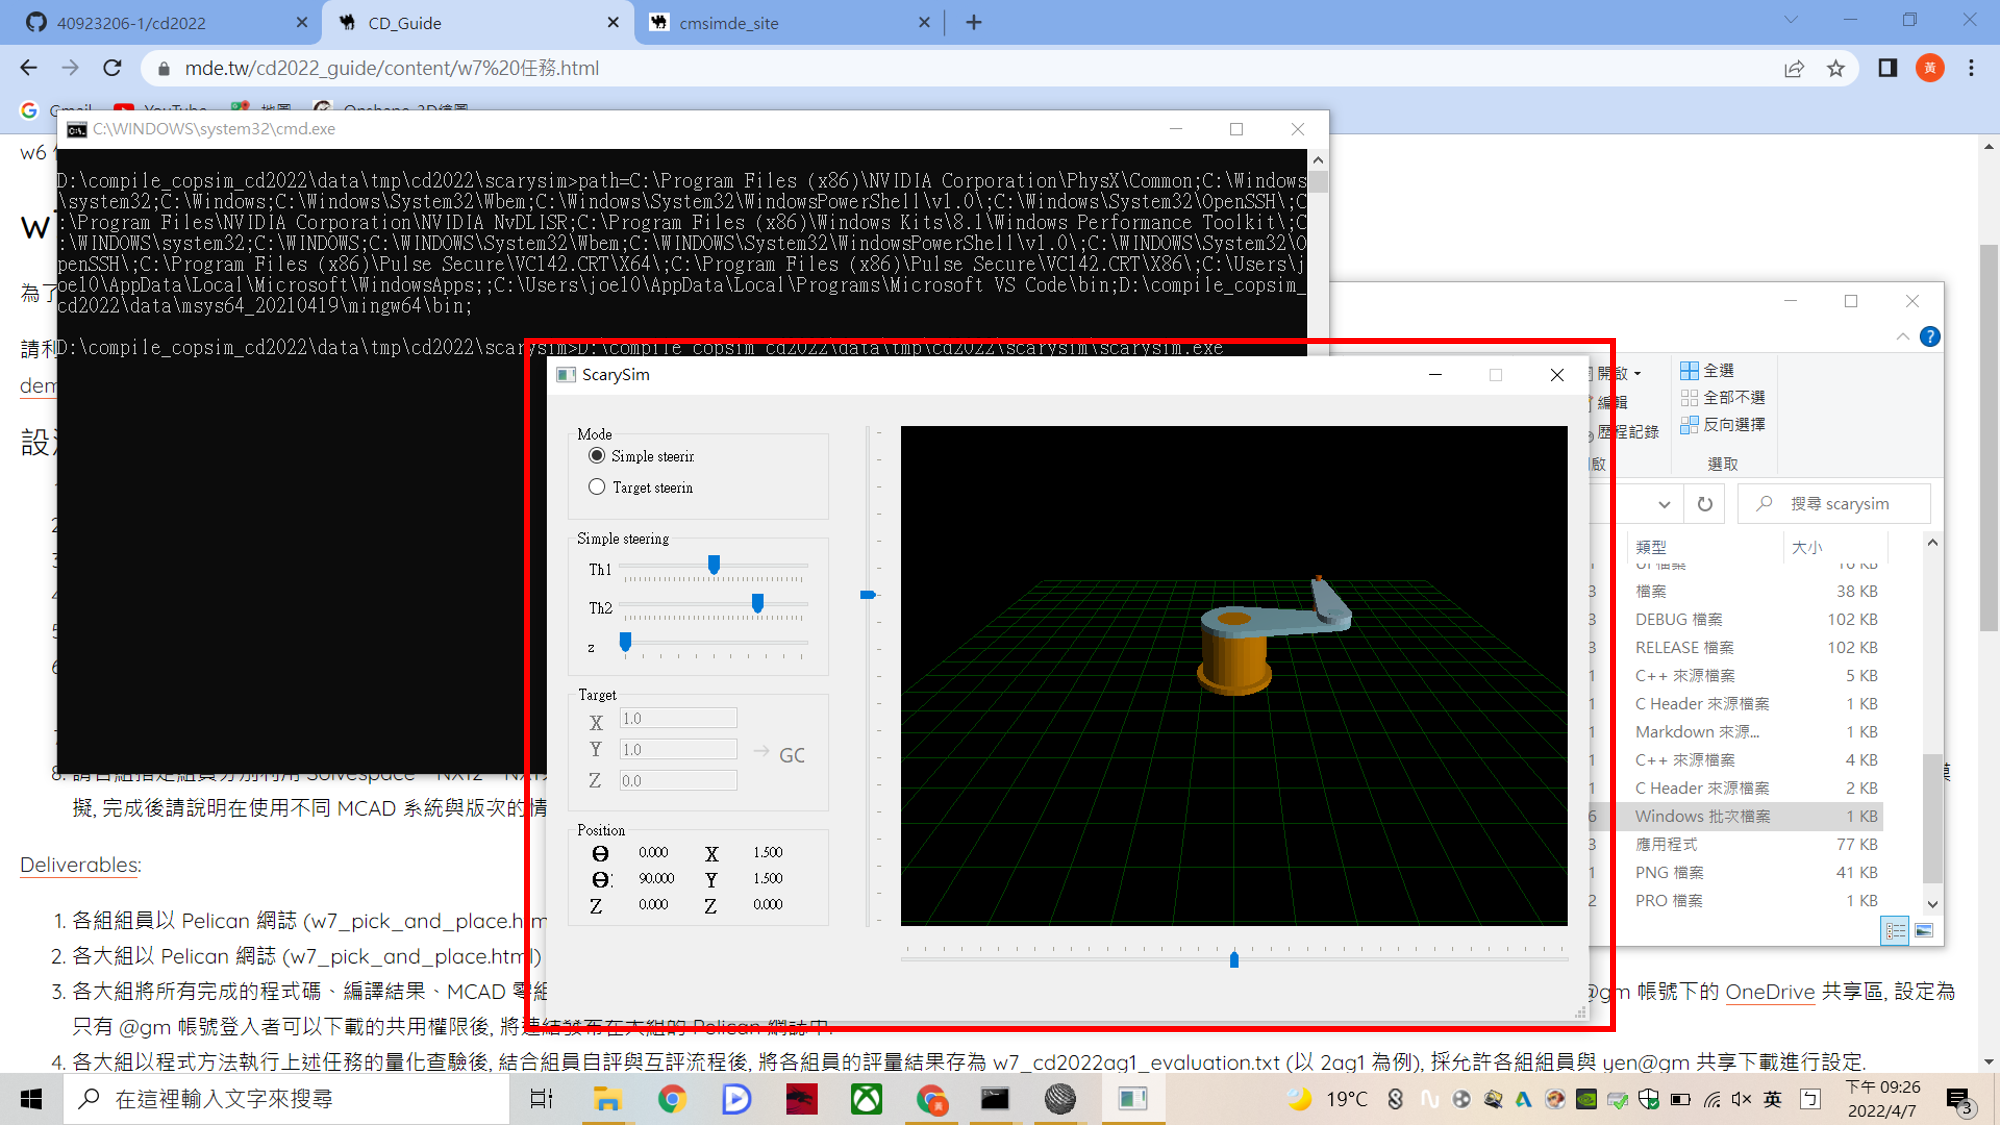 40923206-1/cd2022
CD_Guide
cmsimde_site
mde.tw/cd2022_guide/content/w7%20任務.html
黃
C:\WINDOWS\system32\cmd.exe
w6
D:\compile_copsim_cd2022\data\tmp\cd2022\scarysim>path=C:\Program Files (x86)\NVIDIA Corporation\PhysX\Common;C:\Windows
\system32;C:\Windows;C:\Windows\System32\Wbem;C:\Windows\System32\WindowsPowerShell\v1.0\;C:\Windows\System32\OpenSSH\;C
:\Program Files\NVIDIA Corporation\NVIDIA NvDLISR;C:\Program Files (x86)\Windows Kits\8.1\Windows Performance Toolkit\;C
:\WINDOWS\system32;C:\WINDOWS;C:\WINDOWS\System32\Wbem;C:\WINDOWS\System32\WindowsPowerShell\v1.0\;C:\WINDOWS\System32\O
penSSH\;C:\Program Files (x86)\Pulse Secure\VC142.CRT\X64\;C:\Program Files (x86)\Pulse Secure\VC142.CRT\X86\;C:\Users\j
oel0\AppData\Local\Microsoft\WindowsApps;;C:\Users\joel0\AppData\Local\Programs\Microsoft VS Code\bin;D:\compile_copsim_
cd2022\data\msys64_20210419\mingw64\bin;
D:\compile_copsim_cd2022\data\tmp\cd2022\scarysim>D:\compile_copsim_cd2022\data\tmp\cd2022\scarysim\scarysim.exe
為了
請利
dem
ScarySim
Mode
Simple steerin
Target steerin
Simple steering
Th1
Th2
z
Target
X 1.0
Y 1.0
GC
Z 0.0
Position
Θ 0.000 X 1.500
Θ: 90.000 Y 1.500
Z 0.000 Z 0.000
開啟
編輯
歷程記錄
全選
全部不選
反向選擇
選取
搜尋 scarysim
類型 大小
UI 檔案 16 KB
檔案 38 KB
DEBUG 檔案 102 KB
RELEASE 檔案 102 KB
C++ 來源檔案 5 KB
C Header 來源檔案 1 KB
Markdown 來源... 1 KB
C++ 來源檔案 4 KB
C Header 來源檔案 2 KB
Windows 批次檔案 1 KB
應用程式 77 KB
PNG 檔案 41 KB
PRO 檔案 1 KB
擬, 完成後請說明在使用不同 MCAD 系統與版次的情
Deliverables:
1. 各組組員以 Pelican 網誌 (w7_pick_and_place.htm
2. 各大組以 Pelican 網誌 (w7_pick_and_place.html)
3. 各大組將所有完成的程式碼、編譯結果、MCAD 零組 @gm 帳號下的 OneDrive 共享區, 設定為
只有 @gm 帳號登入者可以下載的共用權限後, 將連結發布在大組的 Pelican 網誌中.
4. 各大組以程式方法執行上述任務的量化查驗後, 結合組員自評與互評流程後, 將各組員的評量結果存為 w7_cd2022ag1_evaluation.txt (以 2ag1 為例), 採允許各組組員與 yen@gm 共享下載進行設定.
在這裡輸入文字來搜尋
19°C
英
ㄅ
下午 09:26
2022/4/7
3